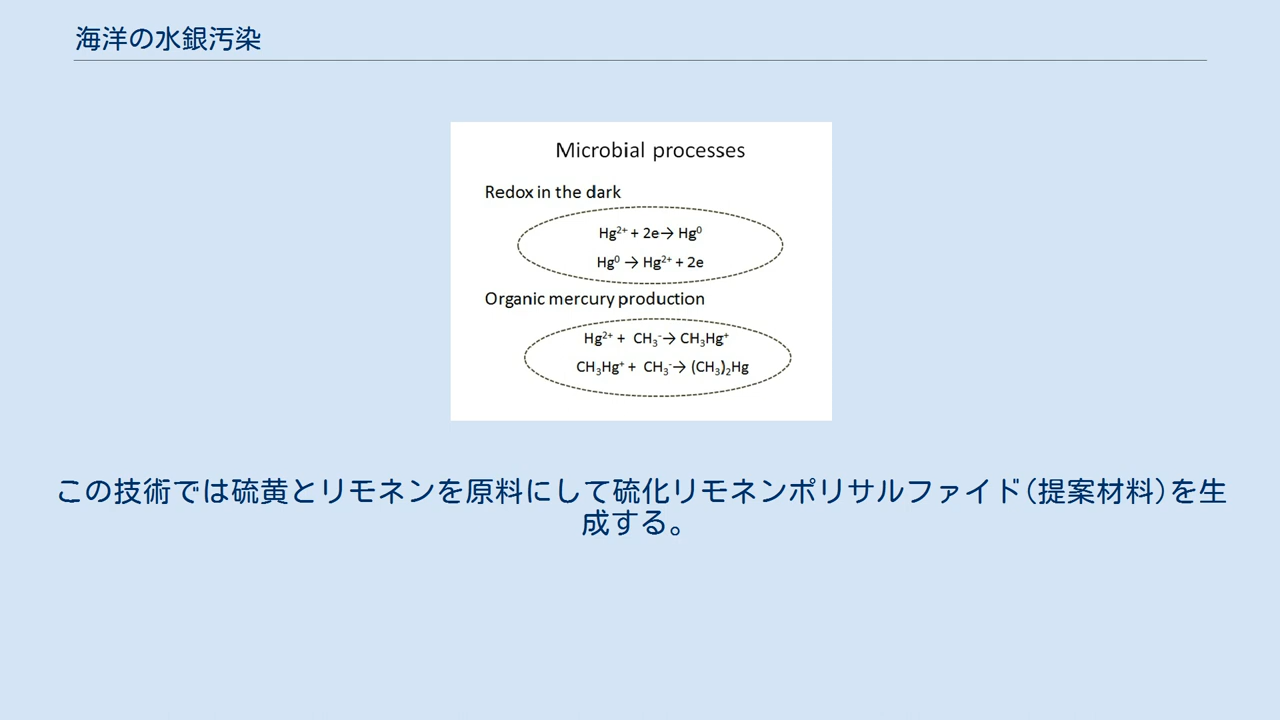 海洋の水銀汚染
Microbial processes
Redox in the dark
Hg²⁺ + 2e→ Hg⁰
Hg⁰ → Hg²⁺ + 2e
Organic mercury production
Hg²⁺ + CH₃⁻→ CH₃Hg⁺
CH₃Hg⁺ + CH₃⁻→ (CH₃)₂Hg
この技術では硫黄とリモネンを原料にして硫化リモネンポリサルファイド(提案材料)を生
成する。